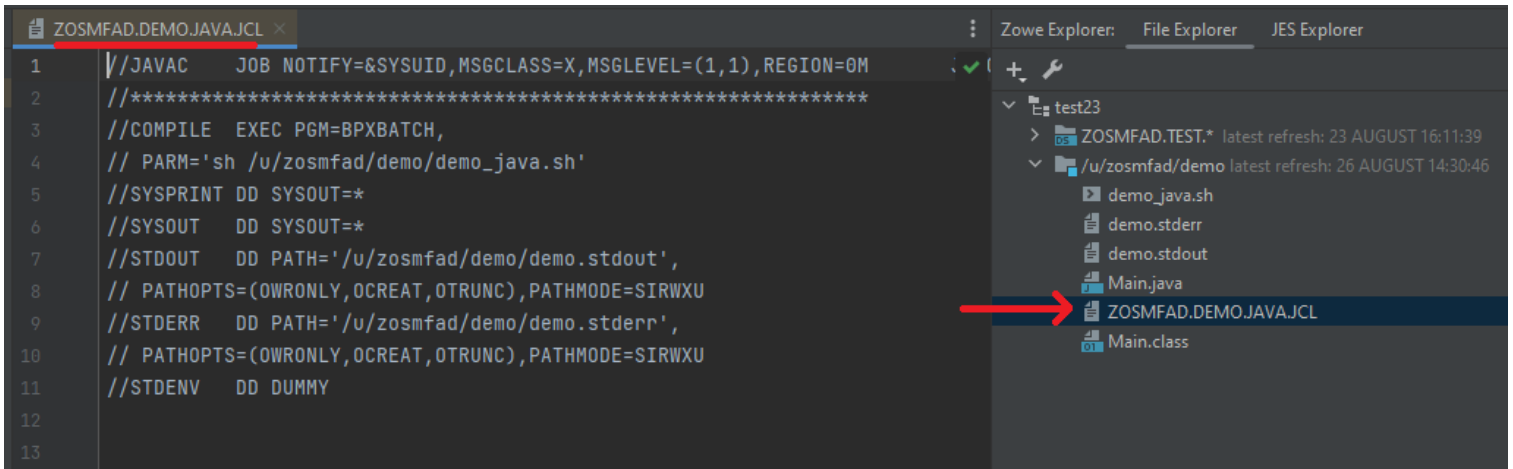 ZOSMFAD.DEMO.JAVA.JCL
Zowe Explorer: File Explorer JES Explorer
1 //JAVAC JOB NOTIFY=&SYSUID,MSGCLASS=X,MSGLEVEL=(1,1),REGION=0M
2 //***************************************************************
3 //COMPILE EXEC PGM=BPXBATCH,
4 // PARM='sh /u/zosmfad/demo/demo_java.sh'
5 //SYSPRINT DD SYSOUT=*
6 //SYSOUT DD SYSOUT=*
7 //STDOUT DD PATH='/u/zosmfad/demo/demo.stdout',
8 // PATHOPTS=(OWRONLY,OCREAT,OTRUNC),PATHMODE=SIRWXU
9 //STDERR DD PATH='/u/zosmfad/demo/demo.stderr',
10 // PATHOPTS=(OWRONLY,OCREAT,OTRUNC),PATHMODE=SIRWXU
11 //STDENV DD DUMMY
12
13
test23
DS ZOSMFAD.TEST.* latest refresh: 23 AUGUST 16:11:39
/u/zosmfad/demo latest refresh: 26 AUGUST 14:30:46
demo_java.sh
demo.stderr
demo.stdout
J Main.java
ZOSMFAD.DEMO.JAVA.JCL
01 Main.class